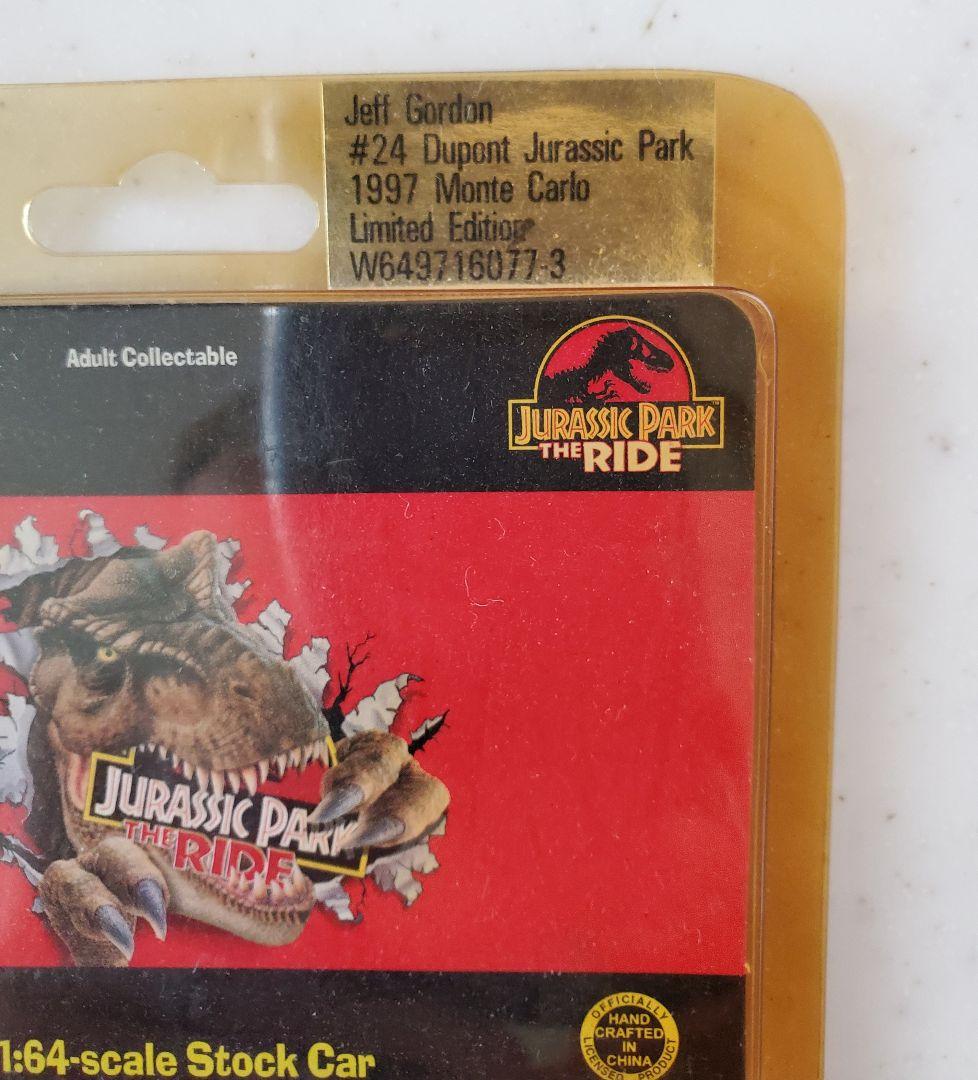 Jeff Gordon
#24 Dupont Jurassic Park
1997 Monte Carlo
Limited Edition
W649716077-3
Adult Collectable
JURASSIC PARK
THE RIDE
JURASSIC PARK
THE RIDE
1:64-scale Stock Car
OFFICIALLY
HAND
CRAFTED
IN
CHINA
LICENSED PRODUCT